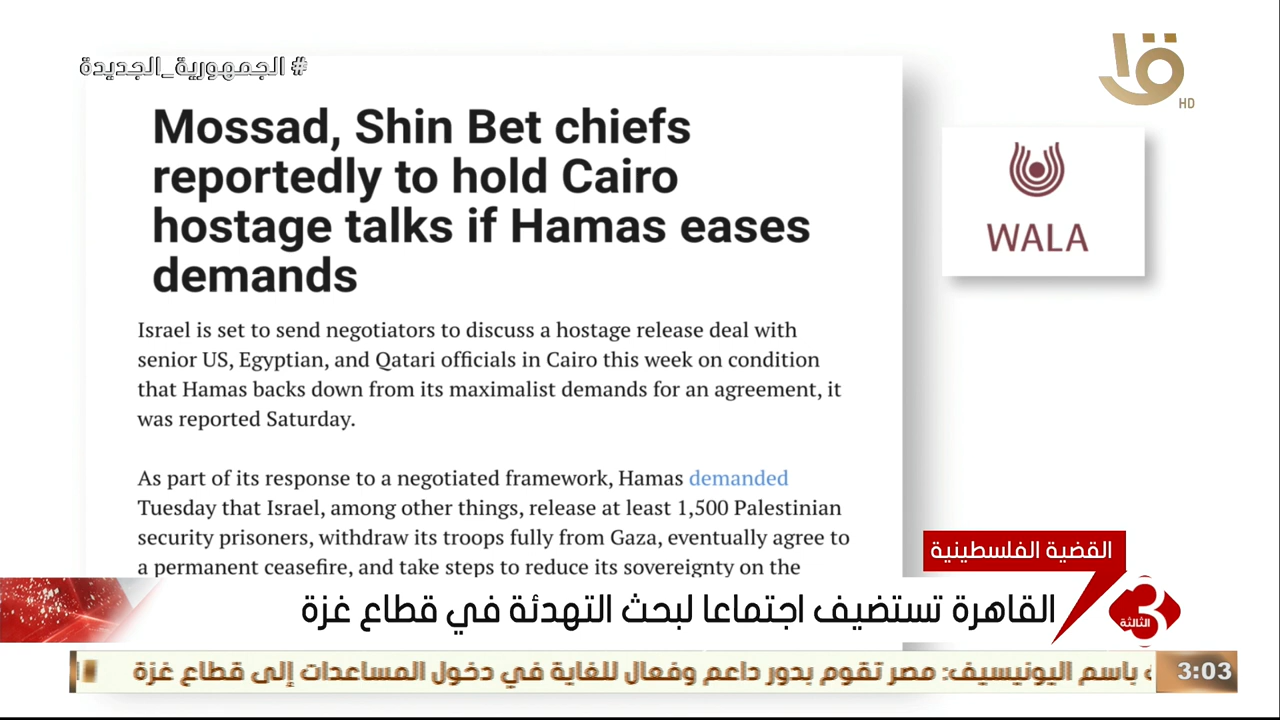 # الجمهورية_الجديدة
HD
Mossad, Shin Bet chiefs
reportedly to hold Cairo
hostage talks if Hamas eases
demands
WALA
Israel is set to send negotiators to discuss a hostage release deal with
senior US, Egyptian, and Qatari officials in Cairo this week on condition
that Hamas backs down from its maximalist demands for an agreement, it
was reported Saturday.
As part of its response to a negotiated framework, Hamas demanded
Tuesday that Israel, among other things, release at least 1,500 Palestinian
security prisoners, withdraw its troops fully from Gaza, eventually agree to
a permanent ceasefire, and take steps to reduce its sovereignty on the
القضية الفلسطينية
القاهرة تستضيف اجتماعا لبحث التهدئة في قطاع غزة
3 الثالثة
باسم اليونيسيف: مصر تقوم بدور داعم وفعال للغاية في دخول المساعدات إلى قطاع غزة
3:03